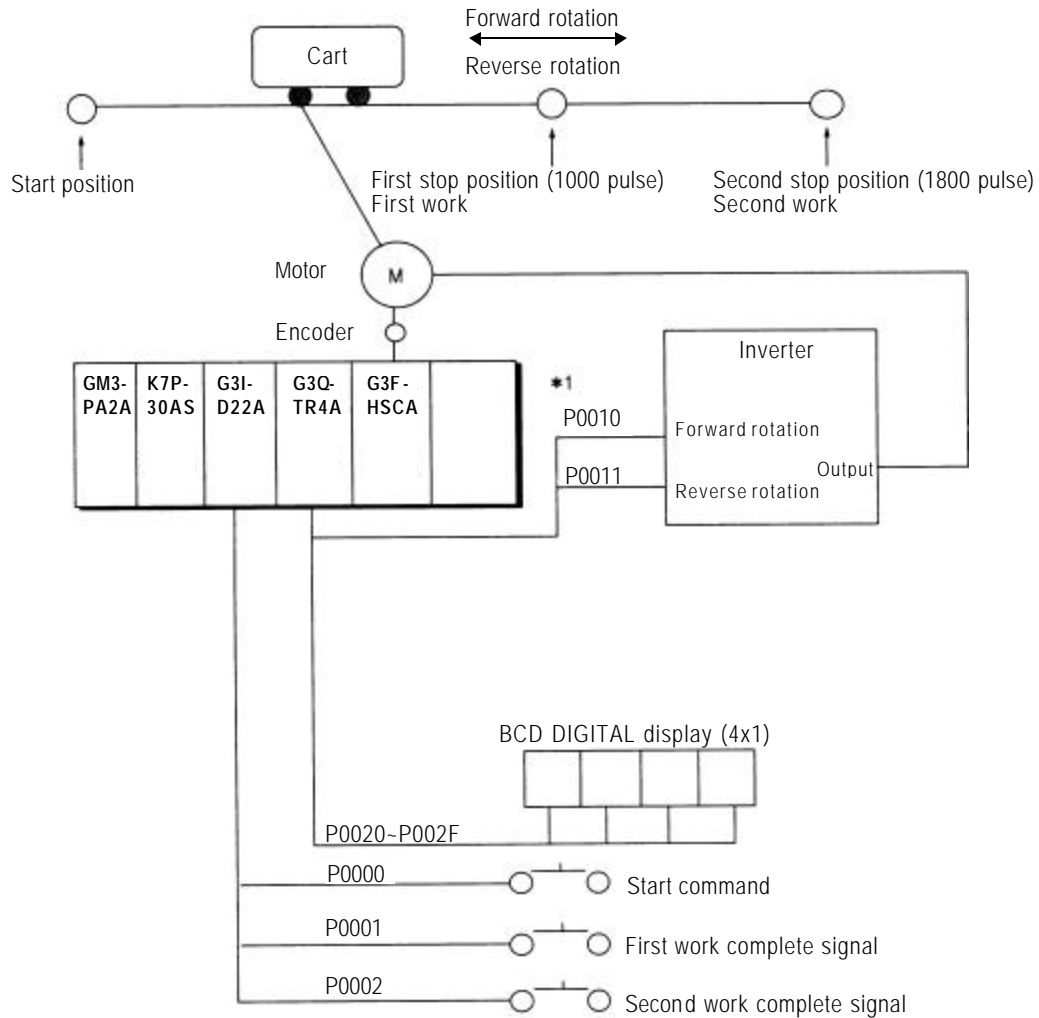 Forward rotation
Cart
Reverse rotation
Start position
First stop position (1000 pulse)
First work
Second stop position (1800 pulse)
Second work
Motor
M
Encoder
GM3-
PA2A
K7P-
30AS
G3I-
D22A
G3Q-
TR4A
G3F-
HSCA
*1
Inverter
P0010
Forward rotation
Output
P0011
Reverse rotation
BCD DIGITAL display (4x1)
P0020~P002F
P0000
Start command
P0001
First work complete signal
P0002
Second work complete signal